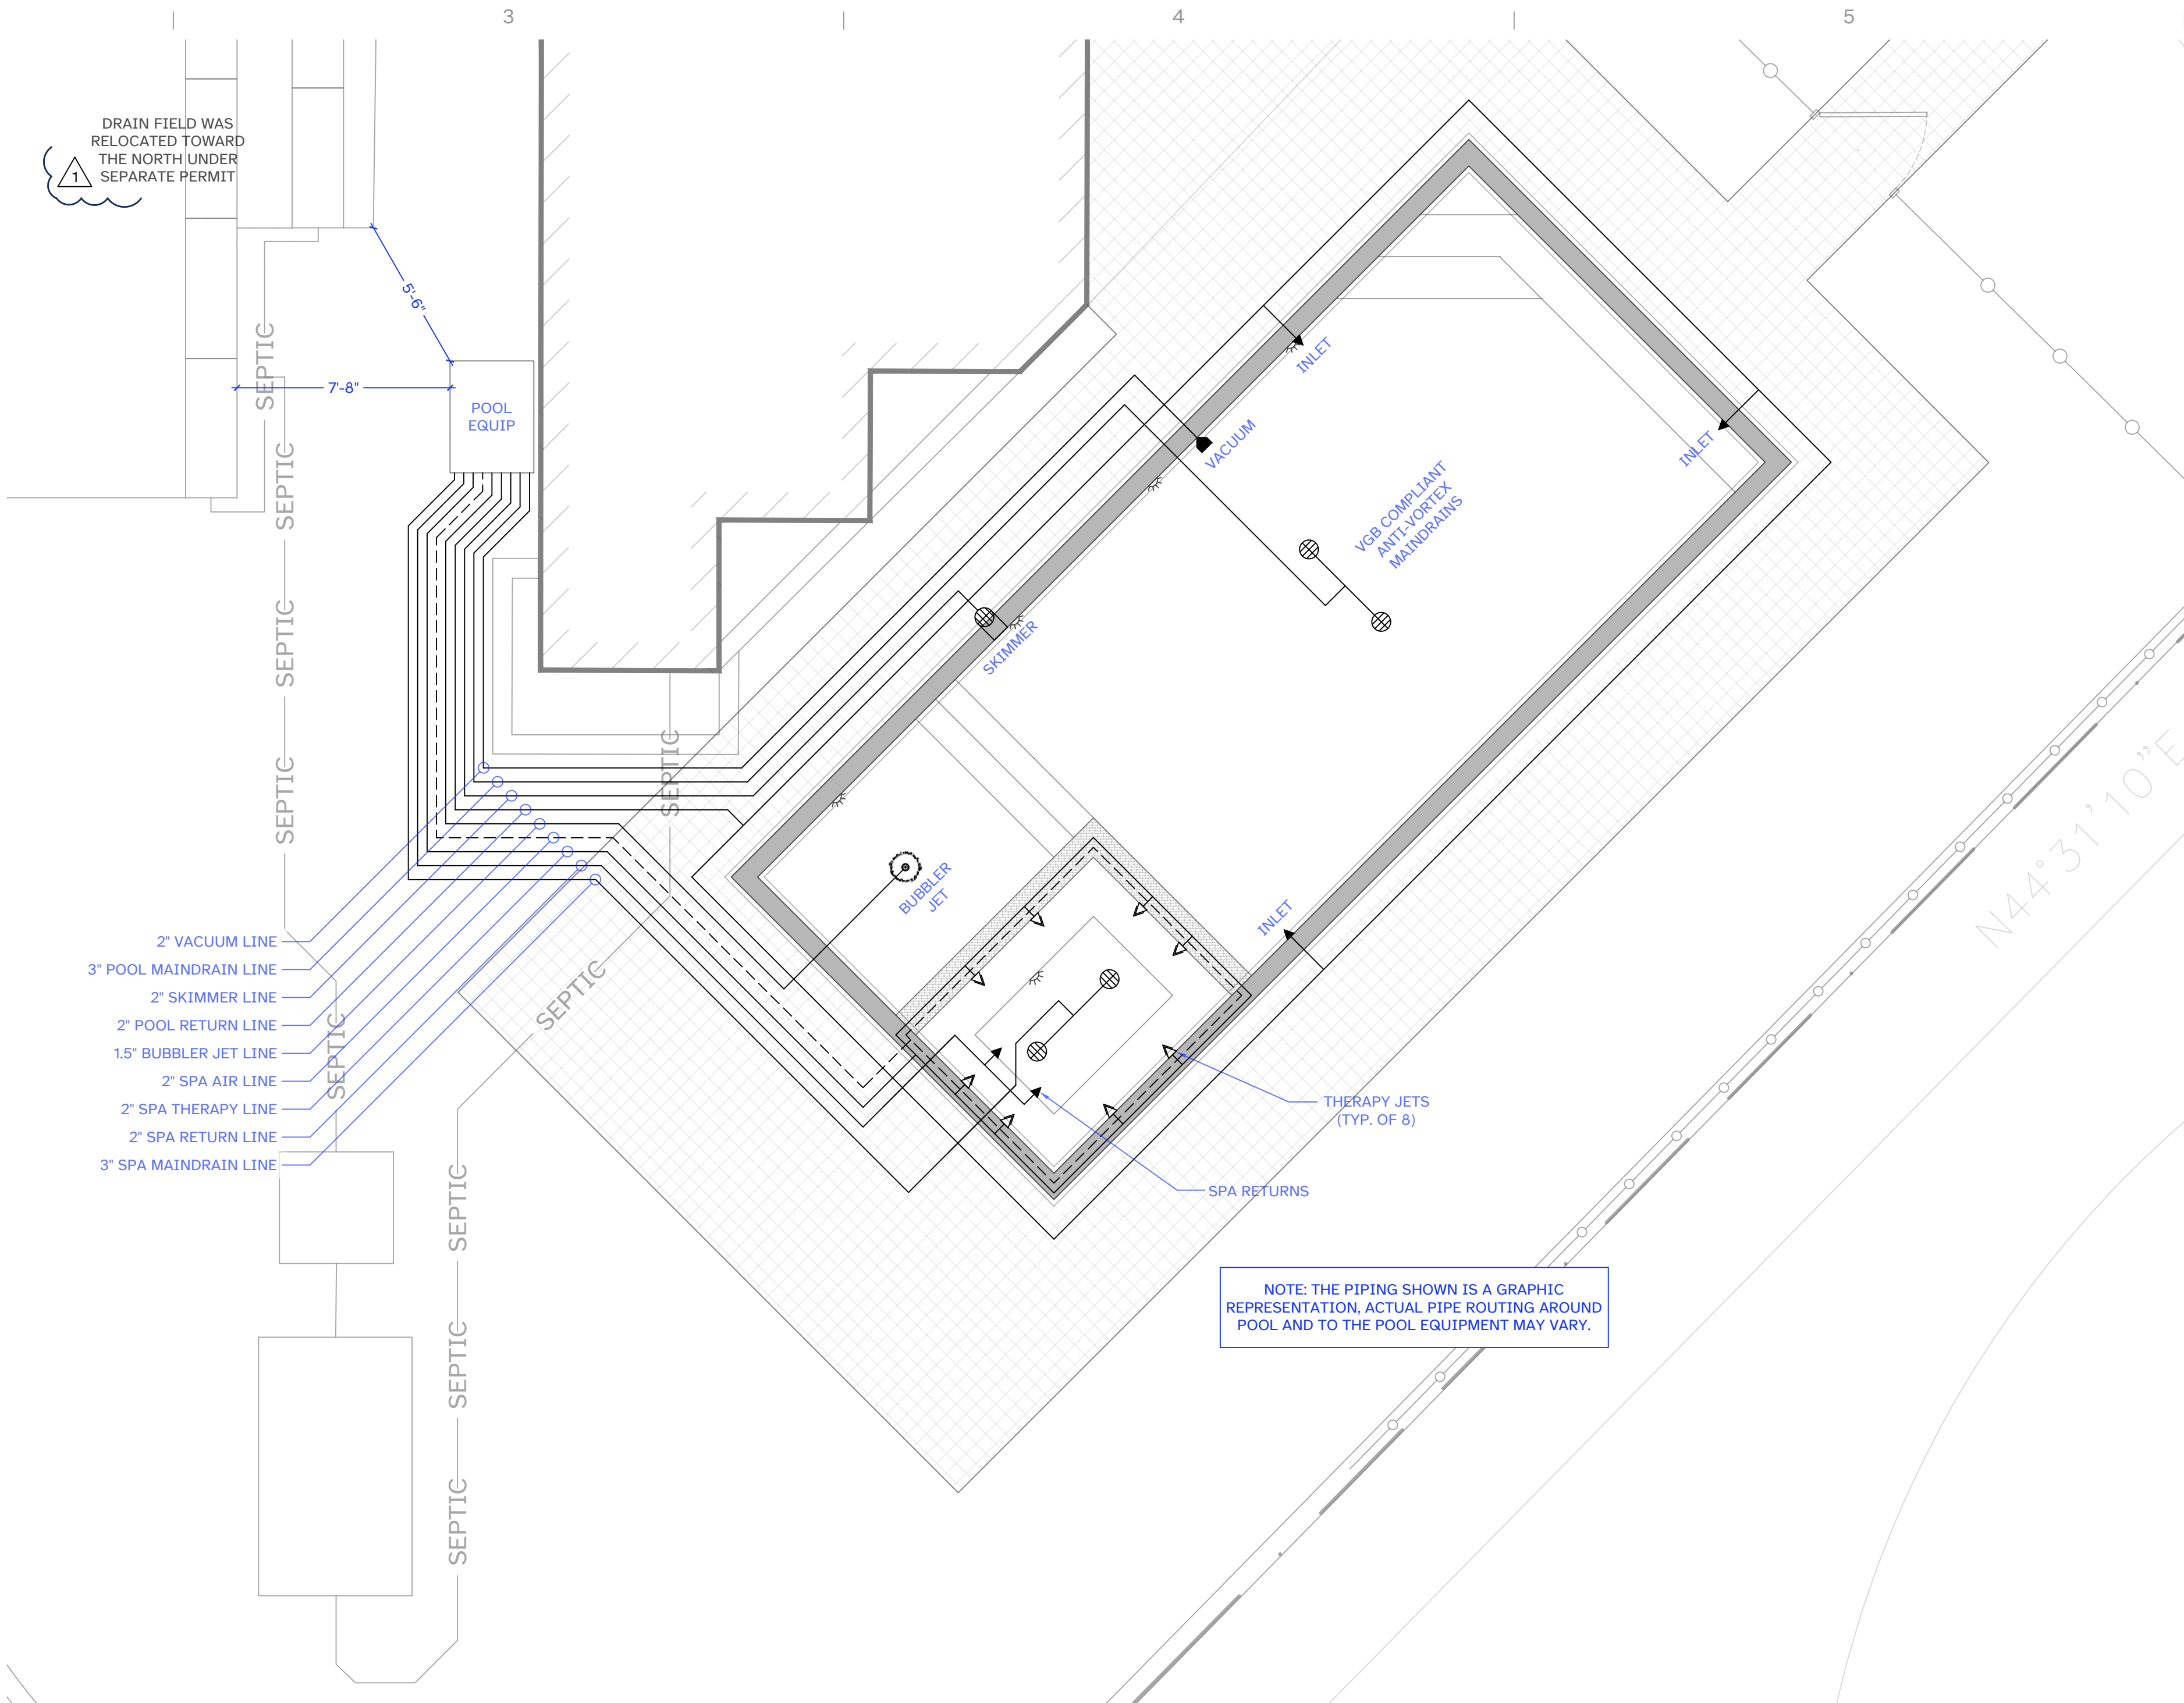 3
4
5
DRAIN FIELD WAS
RELOCATED TOWARD
THE NORTH UNDER
SEPARATE PERMIT
1
5'-6"
7'-8"
POOL
EQUIP
SEPTIC
SEPTIC
SEPTIC
SEPTIC
SEPTIC
SEPTIC
SEPTIC
SEPTIC
SEPTIC
SEPTIC
INLET
VACUUM
INLET
VGB COMPLIANT
ANTI-VORTEX
MAINDRAINS
SKIMMER
BUBBLER
JET
INLET
N44°31'10"E
2" VACUUM LINE
3" POOL MAINDRAIN LINE
2" SKIMMER LINE
2" POOL RETURN LINE
1.5" BUBBLER JET LINE
2" SPA AIR LINE
2" SPA THERAPY LINE
2" SPA RETURN LINE
3" SPA MAINDRAIN LINE
THERAPY JETS
(TYP. OF 8)
SPA RETURNS
NOTE: THE PIPING SHOWN IS A GRAPHIC
REPRESENTATION, ACTUAL PIPE ROUTING AROUND
POOL AND TO THE POOL EQUIPMENT MAY VARY.